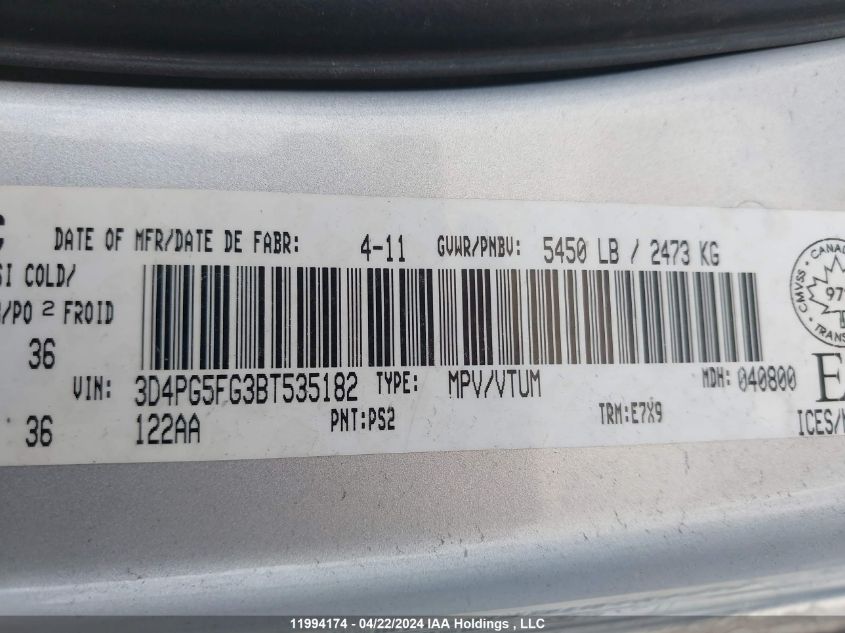 DATE OF MFR/DATE DE FABR: 4-11 GVWR/PNBV: 5450 LB / 2473 KG
COLD/
/PO 2 FROID
36
VIN: 3D4PG5FG3BT535182 TYPE: MPV/VTUM MDH: 040800
36 122AA PNT:PS2 TRM:E7X9
CMVSS CANAD
TRANS
ICES/
11994174 - 04/22/2024 IAA Holdings , LLC